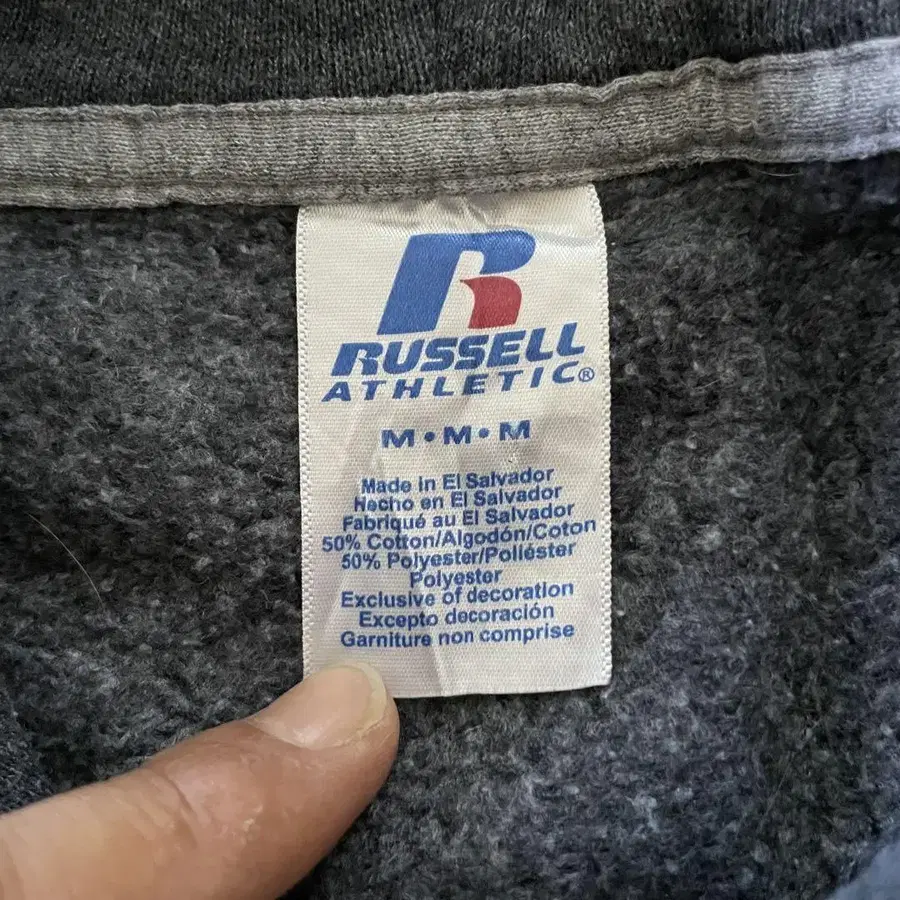 R
RUSSELL
ATHLETIC®
M•M•M
Made in El Salvador
Hecho en El Salvador
Fabriqué au El Salvador
50% Cotton/Algodón/Coton
50% Polyester/Poliéster
Polyester
Exclusive of decoration
Excepto decoración
Garniture non comprise